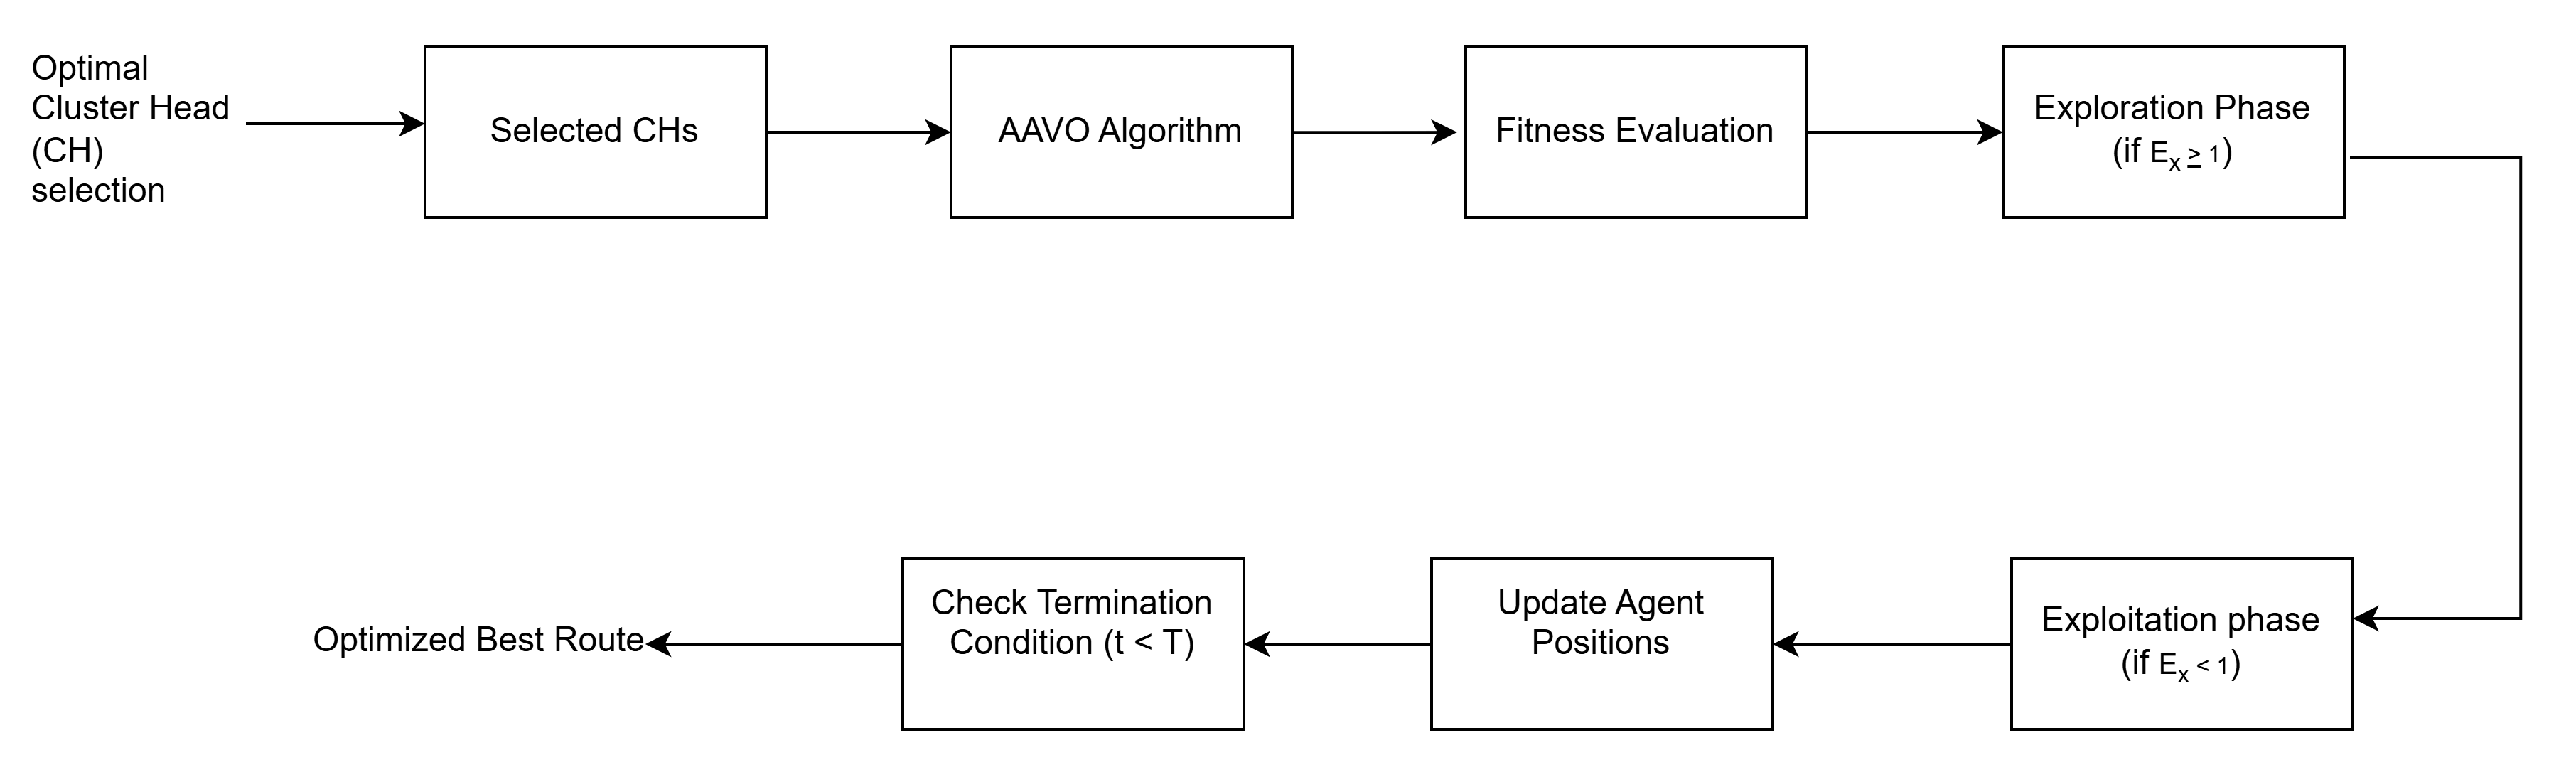 Optimal
Cluster Head
(CH)
selection
Selected CHs
AAVO Algorithm
Fitness Evaluation
Exploration Phase
(if Ex ≥ 1)
Exploitation phase
(if Ex < 1)
Update Agent
Positions
Check Termination
Condition (t < T)
Optimized Best Route